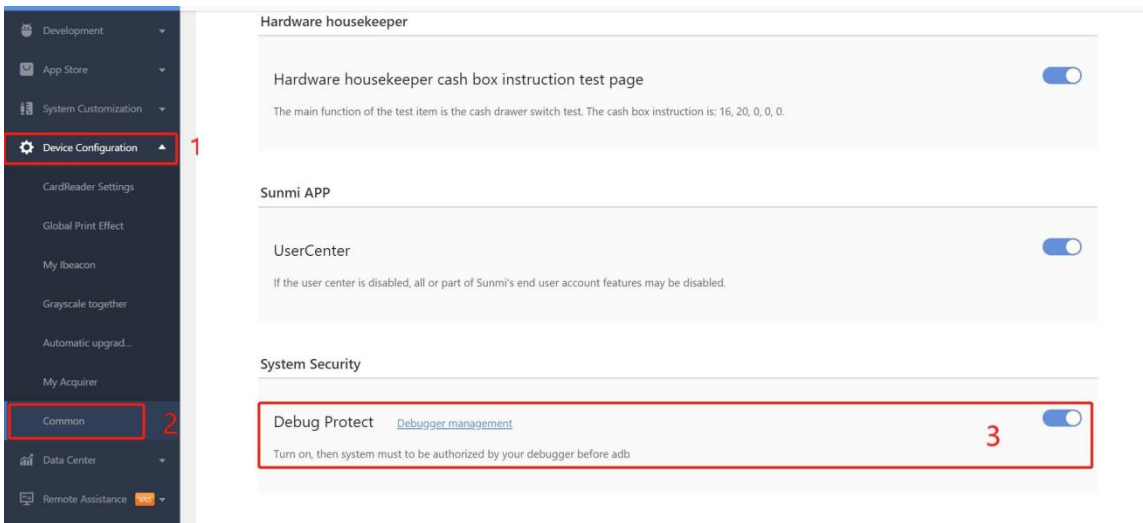 Development
App Store
System Customization
Device Configuration
1
CardReader Settings
Global Print Effect
My Ibeacon
Grayscale together
Automatic upgrad...
My Acquirer
Common
2
Data Center
Remote Assistance VAS
Hardware housekeeper
Hardware housekeeper cash box instruction test page
The main function of the test item is the cash drawer switch test. The cash box instruction is: 16, 20, 0, 0, 0.
Sunmi APP
UserCenter
If the user center is disabled, all or part of Sunmi's end user account features may be disabled.
System Security
Debug Protect Debugger management
3
Turn on, then system must to be authorized by your debugger before adb